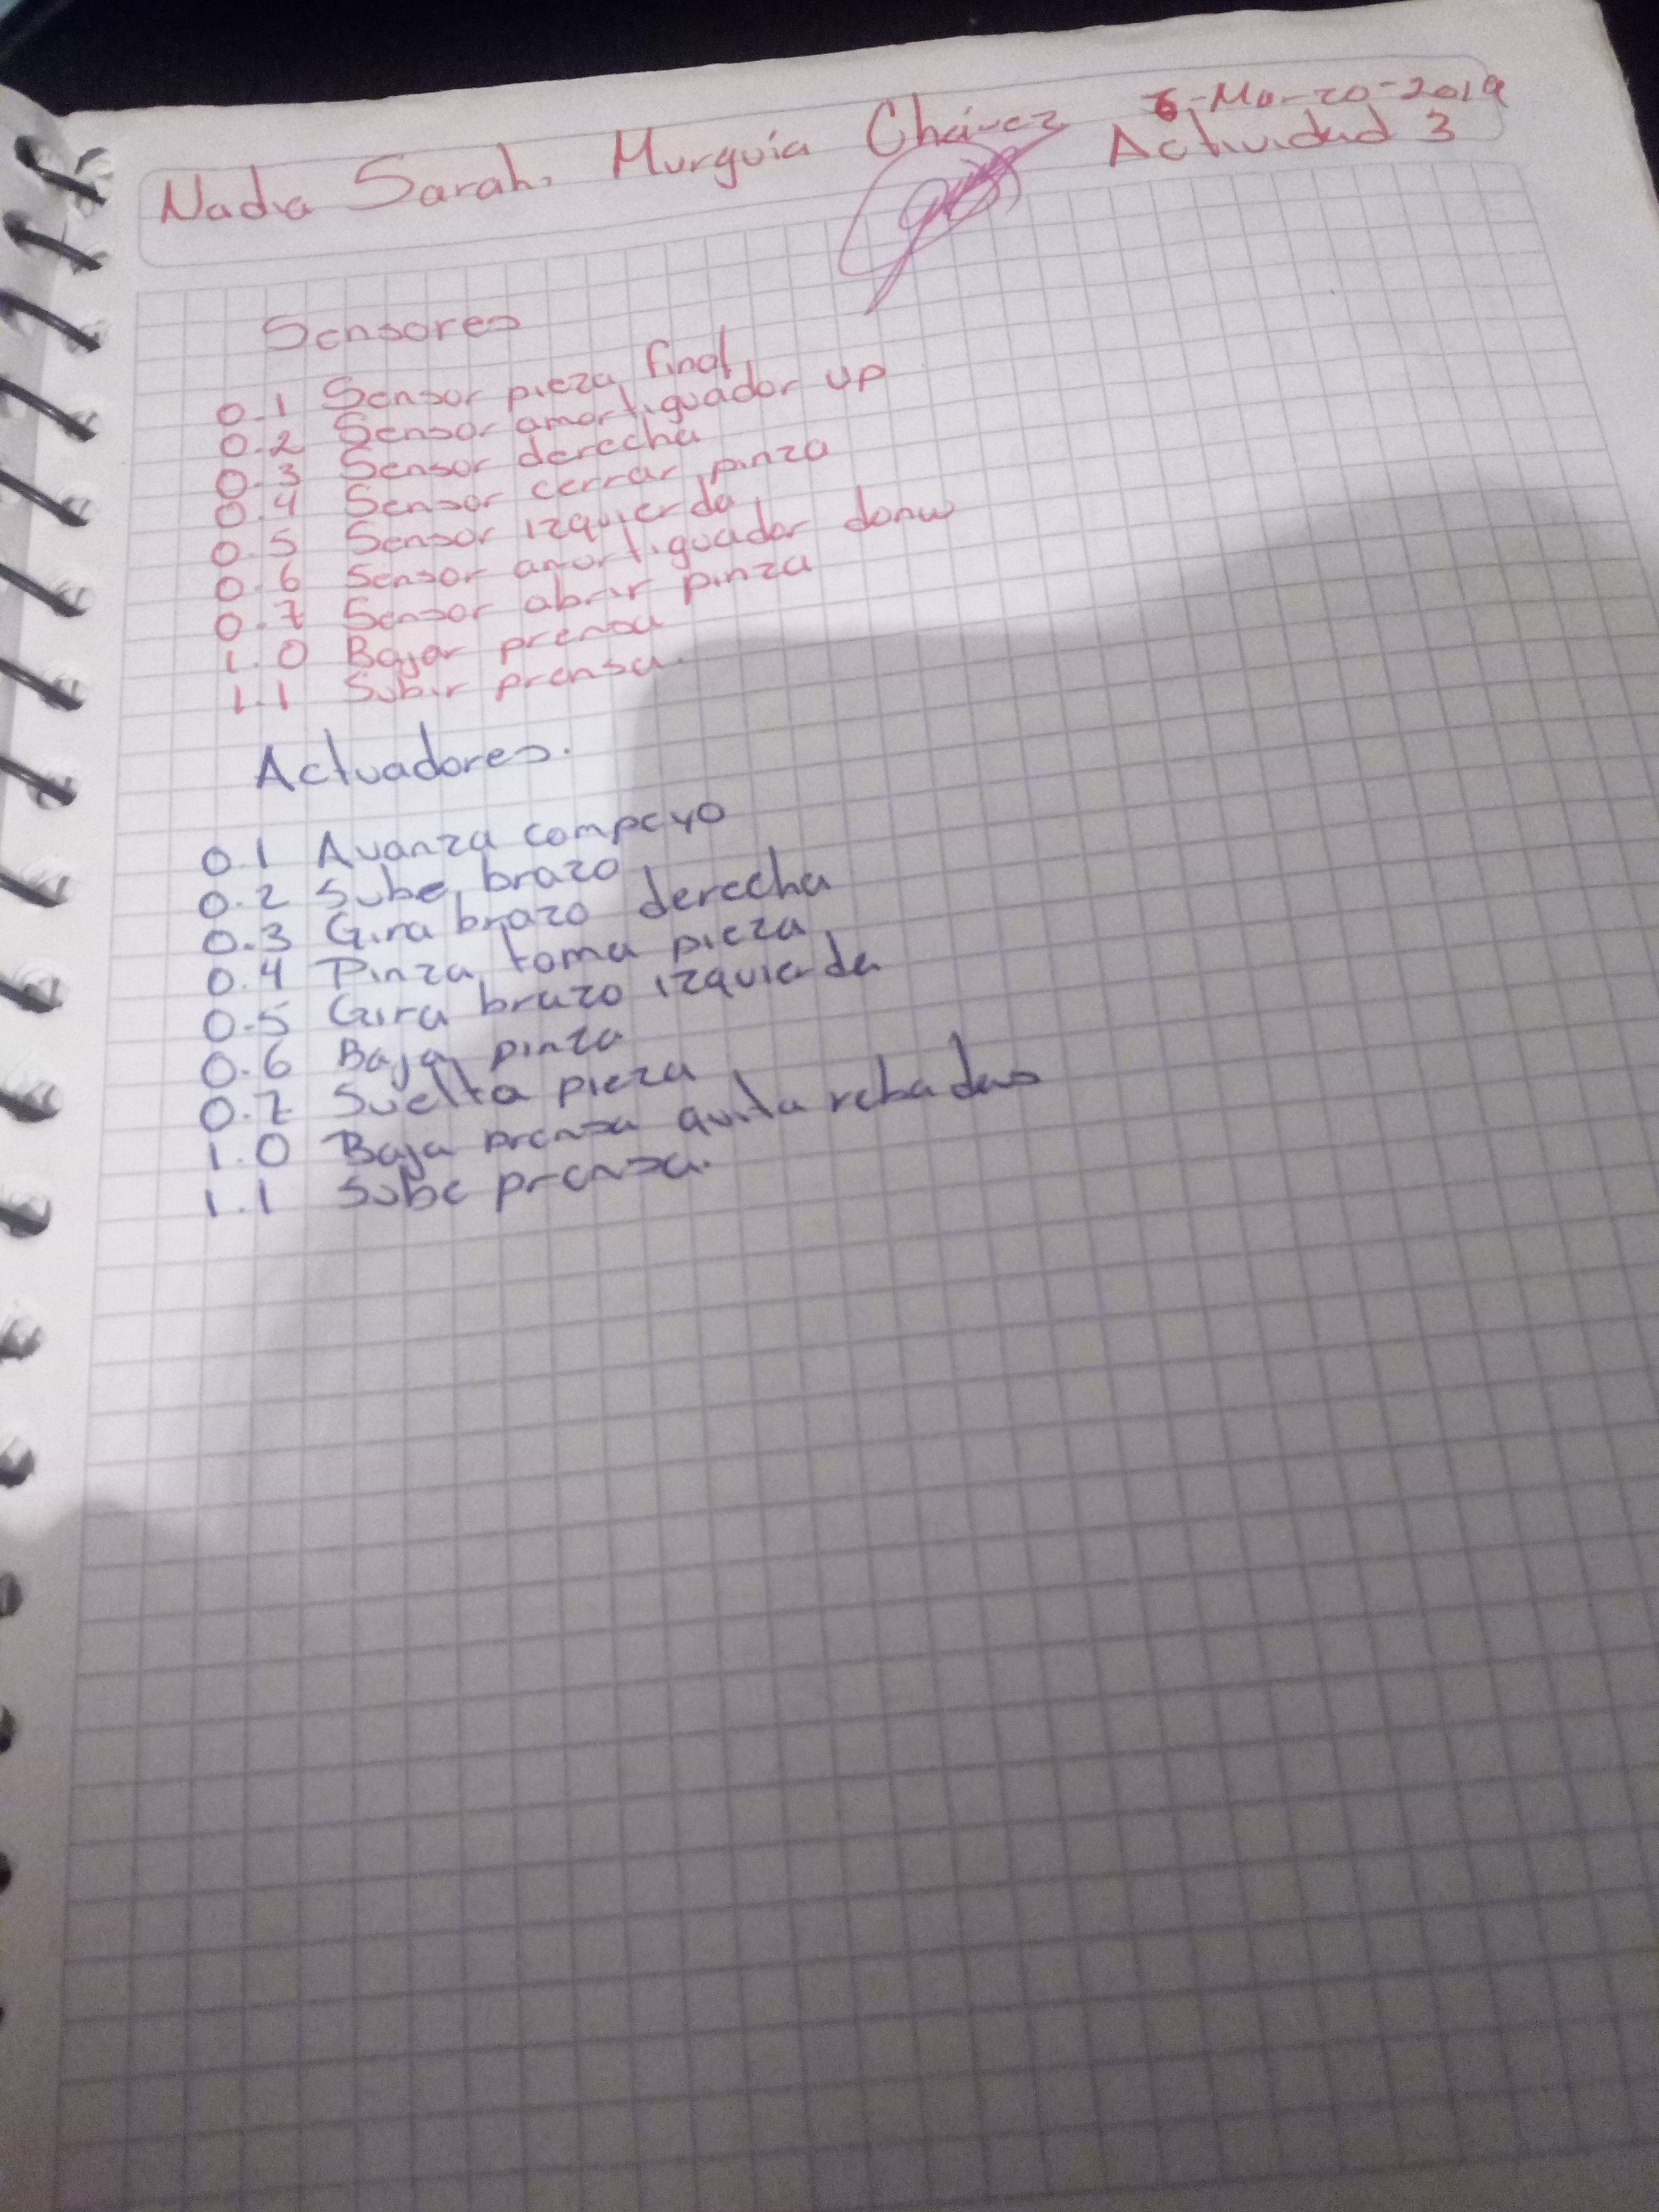 Nadia Sarah Murguía Chávez
6-Marzo-2019
Actividad 3
Sensores
0.1 Sensor pieza final
0.2 Sensor amortiguador up
0.3 Sensor derecha
0.4 Sensor cerrar pinza
0.5 Sensor izquierda
0.6 Sensor amortiguador donw
0.7 Sensor abrir pinza
1.0 Bajar prensa
1.1 Subir prensa.
Actuadores.
0.1 Avanza compeyo
0.2 Sube brazo
0.3 Gira brazo derecha
0.4 Pinza toma pieza
0.5 Gira brazo izquierda
0.6 Baja pinza
0.7 Suelta pieza
1.0 Baja prensa quita rebadas
1.1 Sube prensa.